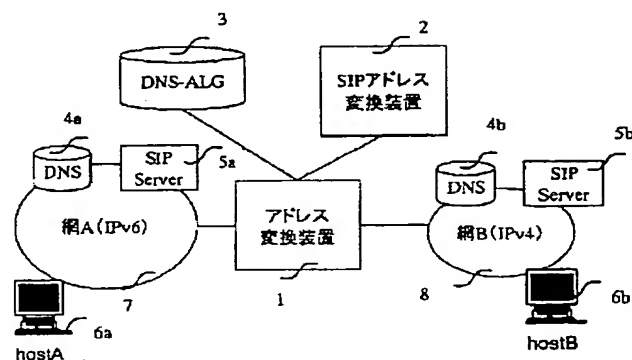 3
2
DNS-ALG
SIPアドレス
変換装置
4a
DNS
SIP
Server
5a
4b
DNS
SIP
Server
5b
網A(IPv6)
アドレス
変換装置
網B(IPv4)
7
1
8
6a
hostA
6b
hostB